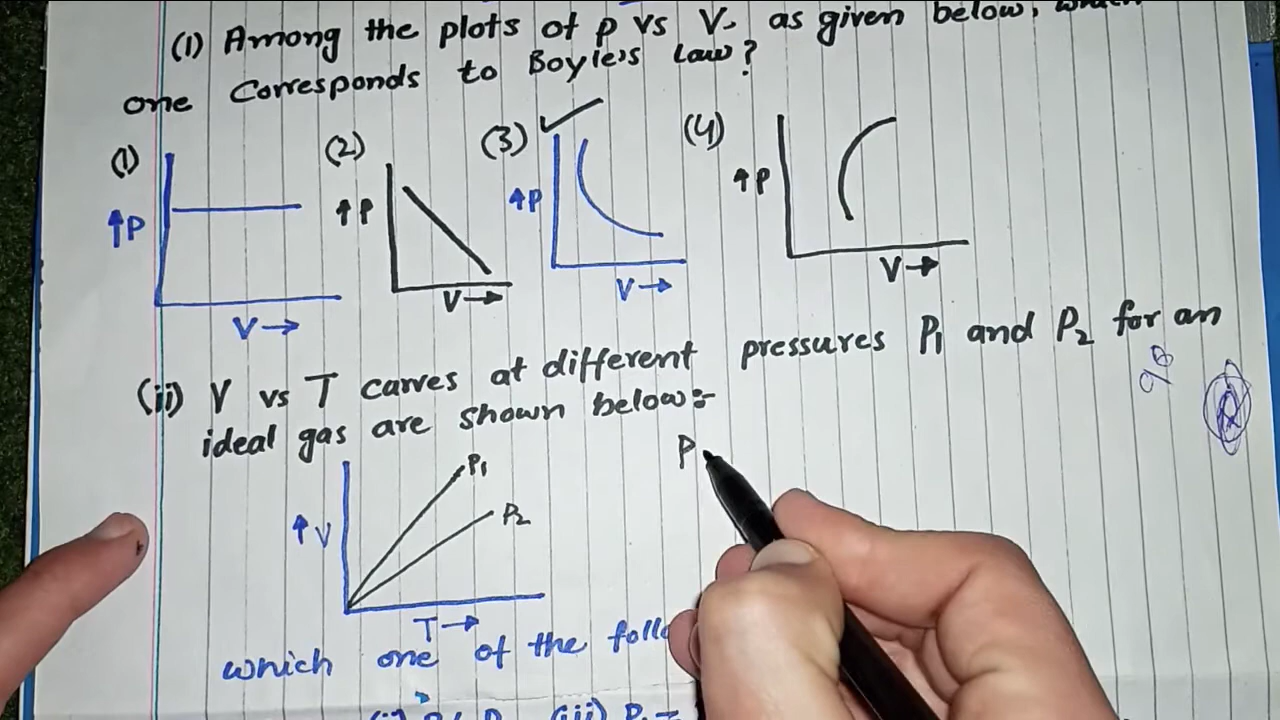 (1) Among the plots of p vs V. as given below,
one corresponds to Boyle's Law?
(1) (2) (3) (4)
↑P ↑P ↑P ↑P
V→ V→ V→ V→
(ii) V vs T carves at different pressures P₁ and P₂ for an
ideal gas are shown below:-
P
P₁
P₂
↑V
T→
which one of the